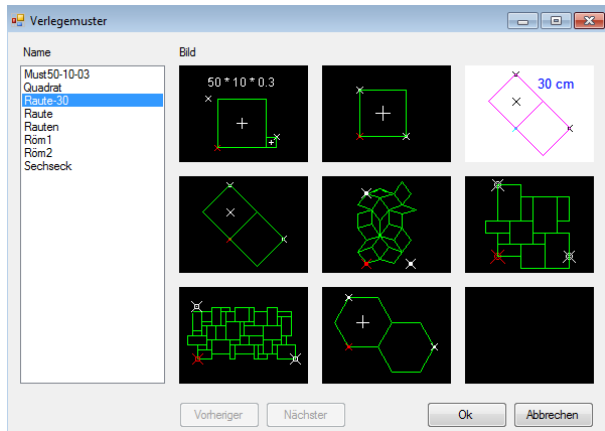 Verlegemuster
Name
Bild
Must50-10-03
Quadrat
Raute-30
Raute
Rauten
Röm1
Röm2
Sechseck
50 * 10 * 0.3
30 cm
Vorheriger
Nächster
Ok
Abbrechen